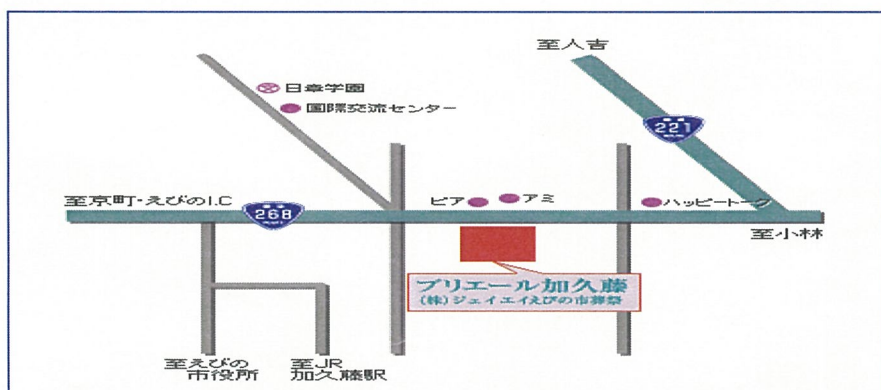 至人吉
日章学園
国際交流センター
221
至京町・えびのI.C
268
ピア
アミ
ハッピートーク
至小林
プリエール加久藤
(株)ジェイエイえびの市葬祭
至えびの
市役所
至JR
加久藤駅